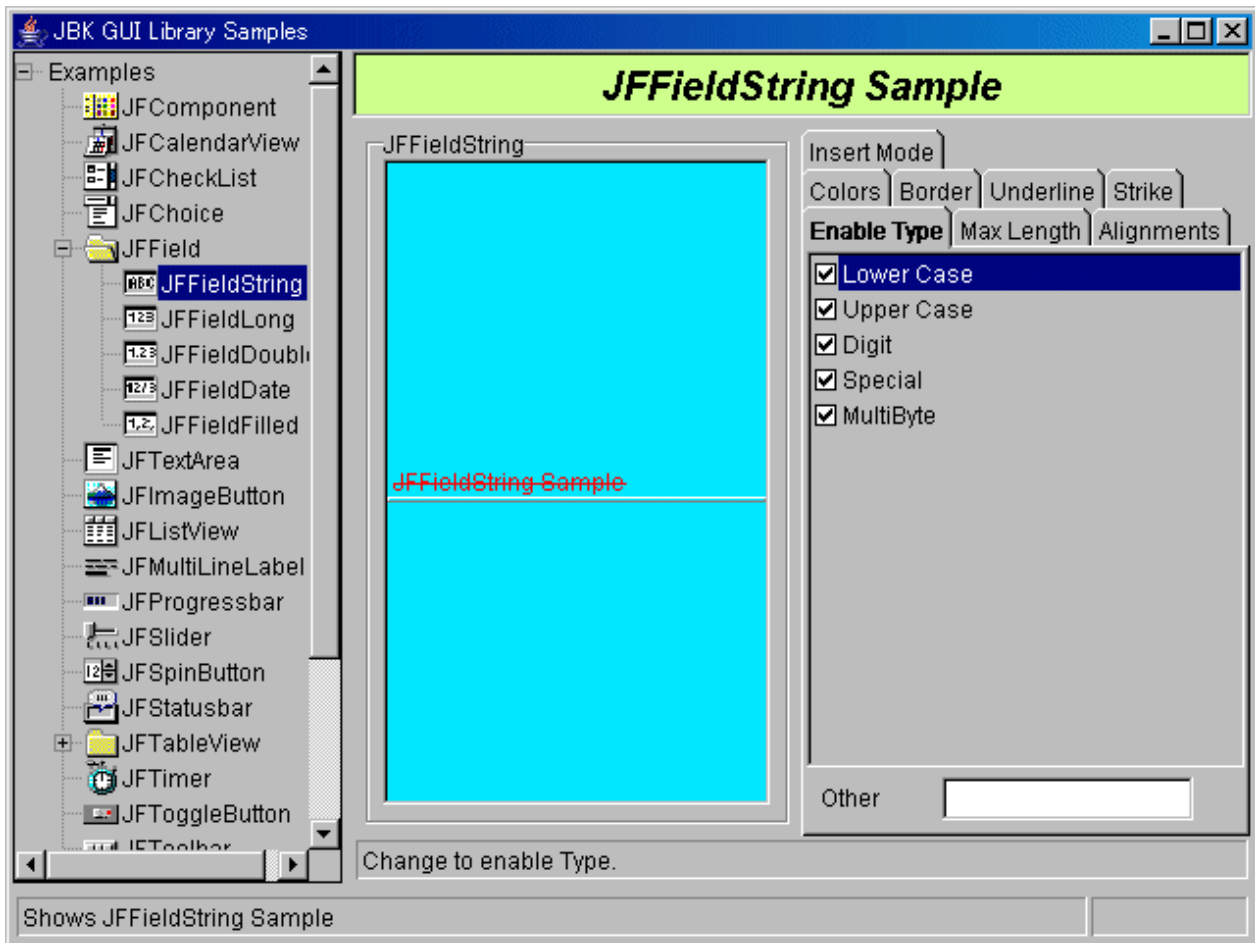 JBK GUI Library Samples
Examples
JFComponent
JFCalendarView
JFCheckList
JFChoice
JFField
JFFieldString
JFFieldLong
JFFieldDoubl
JFFieldDate
JFFieldFilled
JFTextArea
JFImageButton
JFListView
JFMultiLineLabel
JFProgressbar
JFSlider
JFSpinButton
JFStatusbar
JFTableView
JFTimer
JFToggleButton
JFToolbar
JFFieldString Sample
JFFieldString
JFFieldString Sample
Insert Mode
Colors Border Underline Strike
Enable Type Max Length Alignments
Lower Case
Upper Case
Digit
Special
MultiByte
Other
Change to enable Type.
Shows JFFieldString Sample